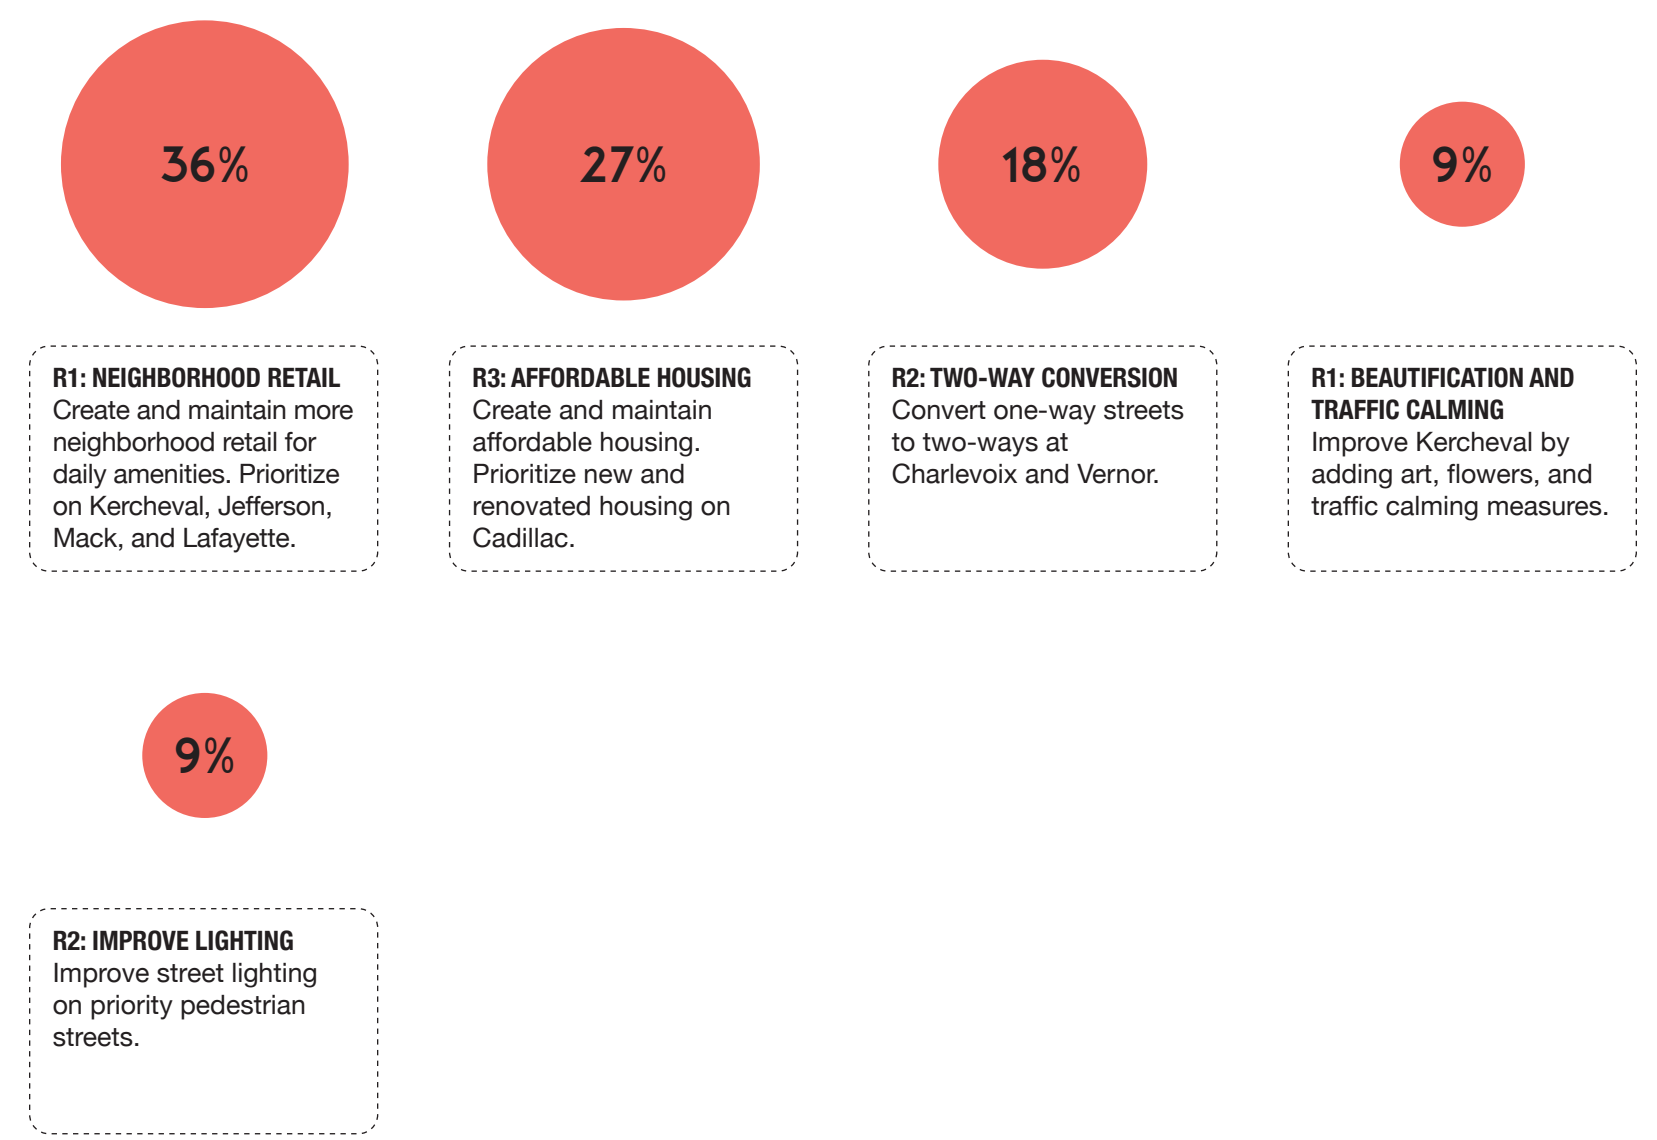 36%
27%
18%
9%
R1: NEIGHBORHOOD RETAIL
Create and maintain more
neighborhood retail for
daily amenities. Prioritize
on Kercheval, Jefferson,
Mack, and Lafayette.
R3: AFFORDABLE HOUSING
Create and maintain
affordable housing.
Prioritize new and
renovated housing on
Cadillac.
R2: TWO-WAY CONVERSION
Convert one-way streets
to two-ways at
Charlevoix and Vernor.
R1: BEAUTIFICATION AND
TRAFFIC CALMING
Improve Kercheval by
adding art, flowers, and
traffic calming measures.
9%
R2: IMPROVE LIGHTING
Improve street lighting
on priority pedestrian
streets.